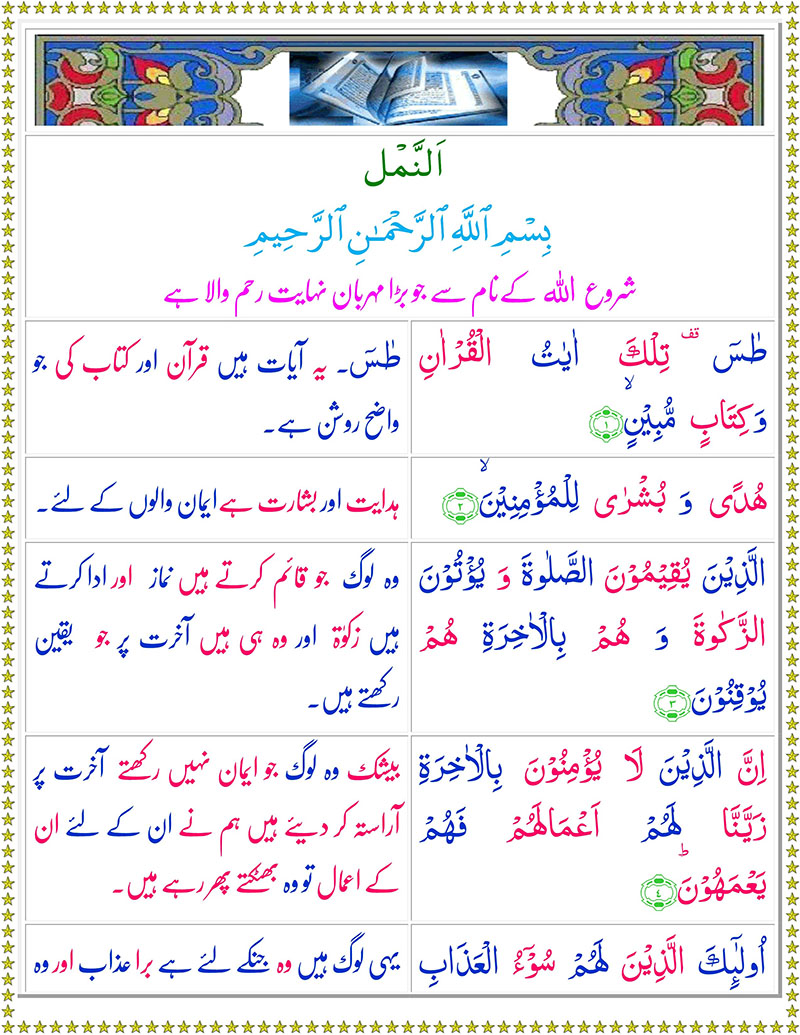 اَلنَّمْل
بِسْمِ ٱللَّهِ ٱلرَّحْمَـٰنِ ٱلرَّحِيمِ
شروع اللہ کے نام سے جو بڑا مہربان نہایت رحم والا ہے
طٰسٓ ۚ قف تِلْكَ اٰيٰتُ الْقُرْاٰنِ
وَكِتَابٍ مُّبِيْنٍۙ ﴿۱﴾
طٰسٓ۔ یہ آیات ہیں قرآن اور کتاب کی جو
واضح روشن ہے۔
هُدًى وَ بُشْرٰى لِلْمُؤْمِنِيْنَۙ ﴿۲﴾
ہدایت اور بشارت ہے ایمان والوں کے لئے۔
الَّذِيْنَ يُقِيْمُوْنَ الصَّلٰوةَ وَ يُؤْتُوْنَ
الزَّكٰوةَ وَ هُمْ بِالْاٰخِرَةِ هُمْ
يُوْقِنُوْنَ ﴿۳﴾
وہ لوگ جو قائم کرتے ہیں نماز اور ادا کرتے
ہیں زکوٰۃ اور وہ ہی ہیں آخرت پر جو یقین
رکھتے ہیں۔
اِنَّ الَّذِيْنَ لَا يُؤْمِنُوْنَ بِالْاٰخِرَةِ
زَيَّنَّا لَهُمْ اَعْمَالَهُمْ فَهُمْ
يَعْمَهُوْنَؕ ﴿٤﴾
بیشک وہ لوگ جو ایمان نہیں رکھتے آخرت پر
آراستہ کر دیئے ہیں ہم نے ان کے لئے ان
کے اعمال تو وہ بھٹکتے پھر رہے ہیں۔
اُولٰٓئِكَ الَّذِيْنَ لَهُمْ سُوْٓءُ الْعَذَابِ
یہی لوگ ہیں وہ جنکے لئے ہے برا عذاب اور وہ